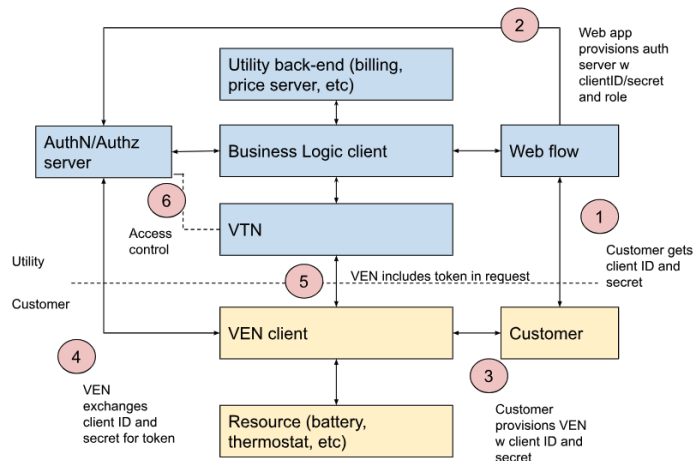 2
Web app
provisions auth
server w
clientID/secret
and role
Utility back-end (billing,
price server, etc)
AuthN/Authz
server
Business Logic client
Web flow
6
Access
control
VTN
1
Customer gets
client ID and
secret
Utility
5
VEN includes token in request
Customer
VEN client
Customer
4
VEN
exchanges
client ID and
secret for token
3
Customer
provisions VEN
w client ID and
secret
Resource (battery,
thermostat, etc)